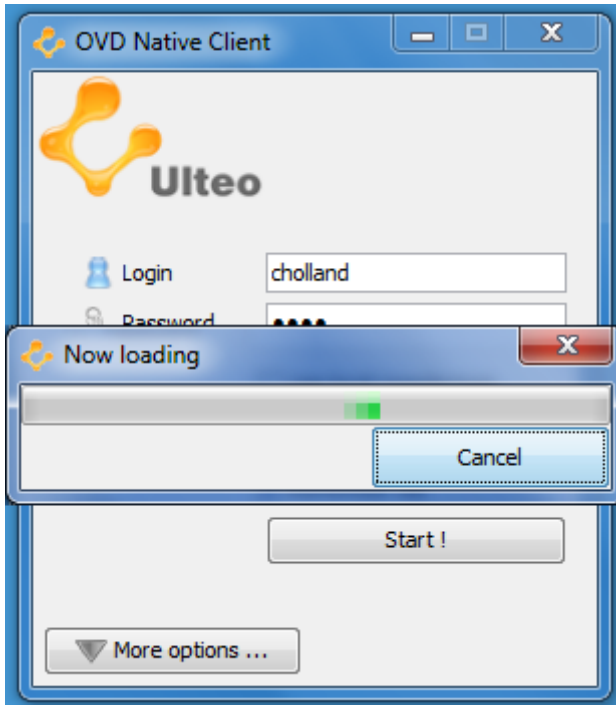 OVD Native Client
Ulteo
Login cholland
Password ••••
Now loading
Cancel
Start !
More options ...